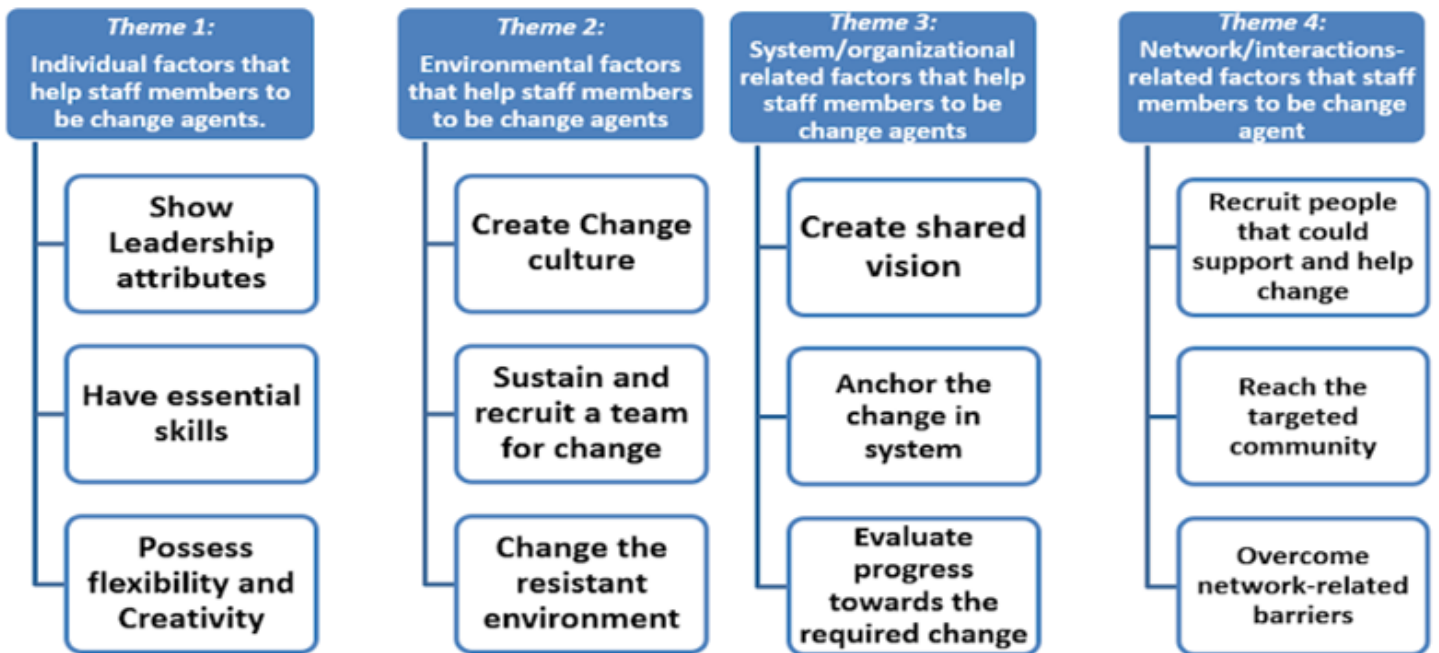 Theme 1:
Individual factors that
help staff members to
be change agents.
Show
Leadership
attributes
Have essential
skills
Possess
flexibility and
Creativity
Theme 2:
Environmental factors
that help staff members
to be change agents
Create Change
culture
Sustain and
recruit a team
for change
Change the
resistant
environment
Theme 3:
System/organizational
related factors that help
staff members to be
change agents
Create shared
vision
Anchor the
change in
system
Evaluate
progress
towards the
required change
Theme 4:
Network/interactions-
related factors that staff
members to be change
agent
Recruit people
that could
support and help
change
Reach the
targeted
community
Overcome
network-related
barriers